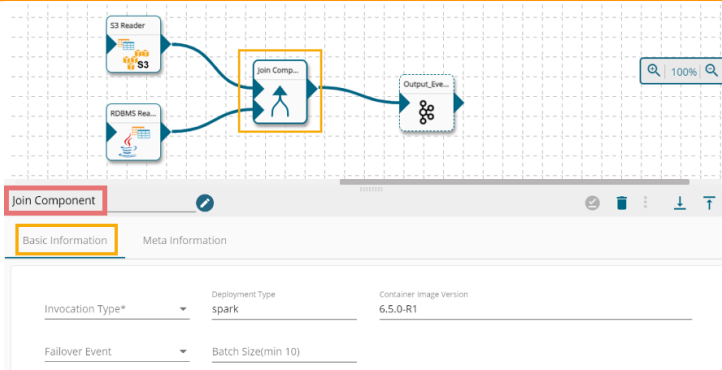 S3 Reader
S3
Join Comp...
Output_Eve...
RDBMS Rea...
100%
Join Component
Basic Information
Meta Information
Invocation Type*
Deployment Type
spark
Container Image Version
6.5.0-R1
Failover Event
Batch Size(min 10)